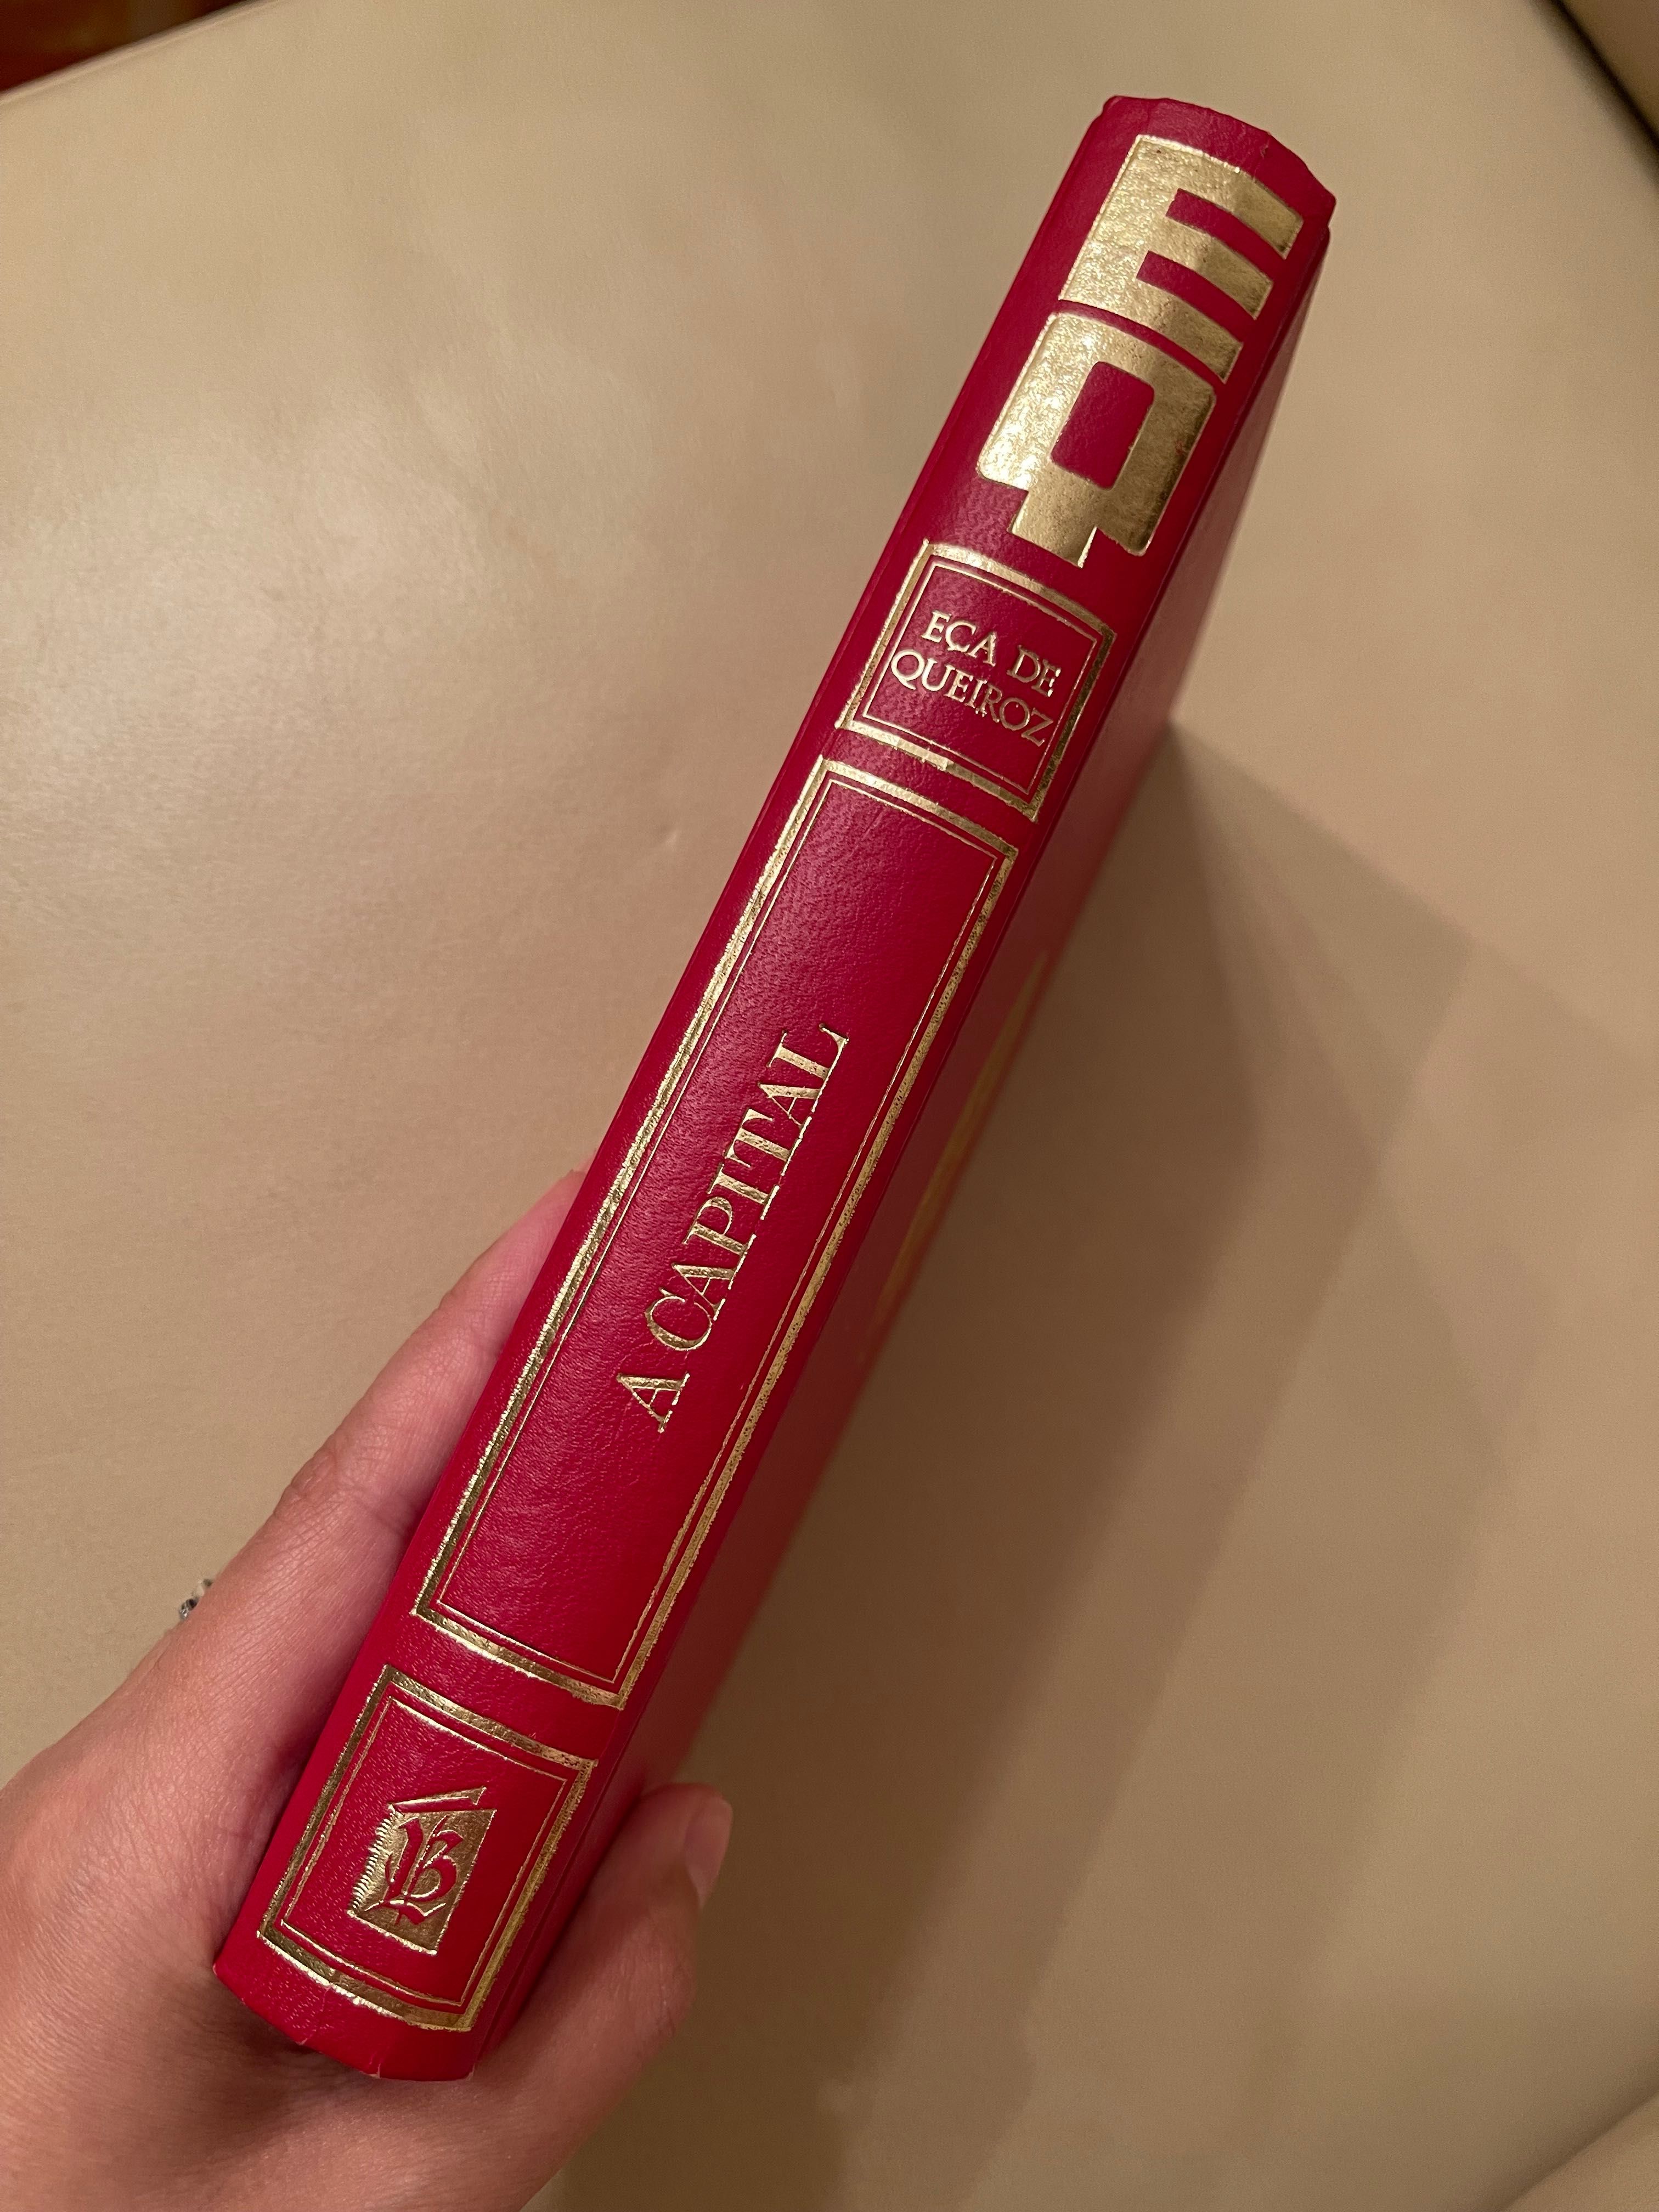 EQ
EÇA DE
QUEIROZ
A CAPITAL